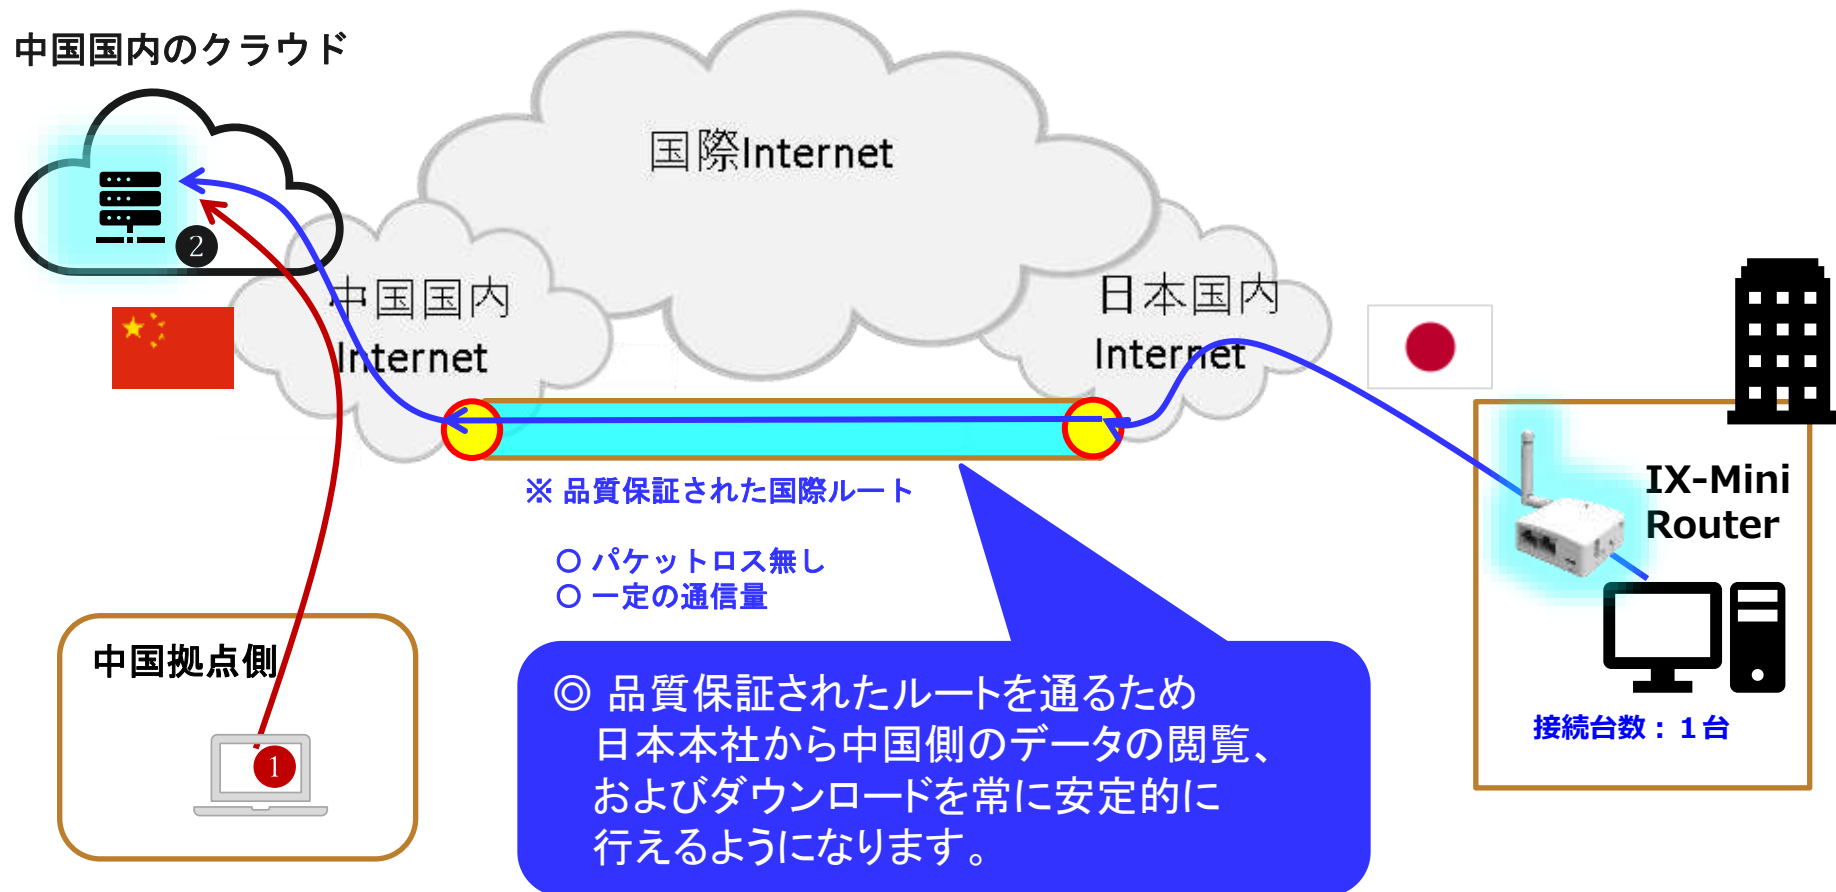 中国国内のクラウド
国際Internet
❷
中国国内
Internet
日本国内
Internet
※ 品質保証された国際ルート
○ パケットロス無し
○ 一定の通信量
IX-Mini
Router
接続台数：１台
中国拠点側
❶
◎ 品質保証されたルートを通るため
日本本社から中国側のデータの閲覧、
およびダウンロードを常に安定的に
行えるようになります。